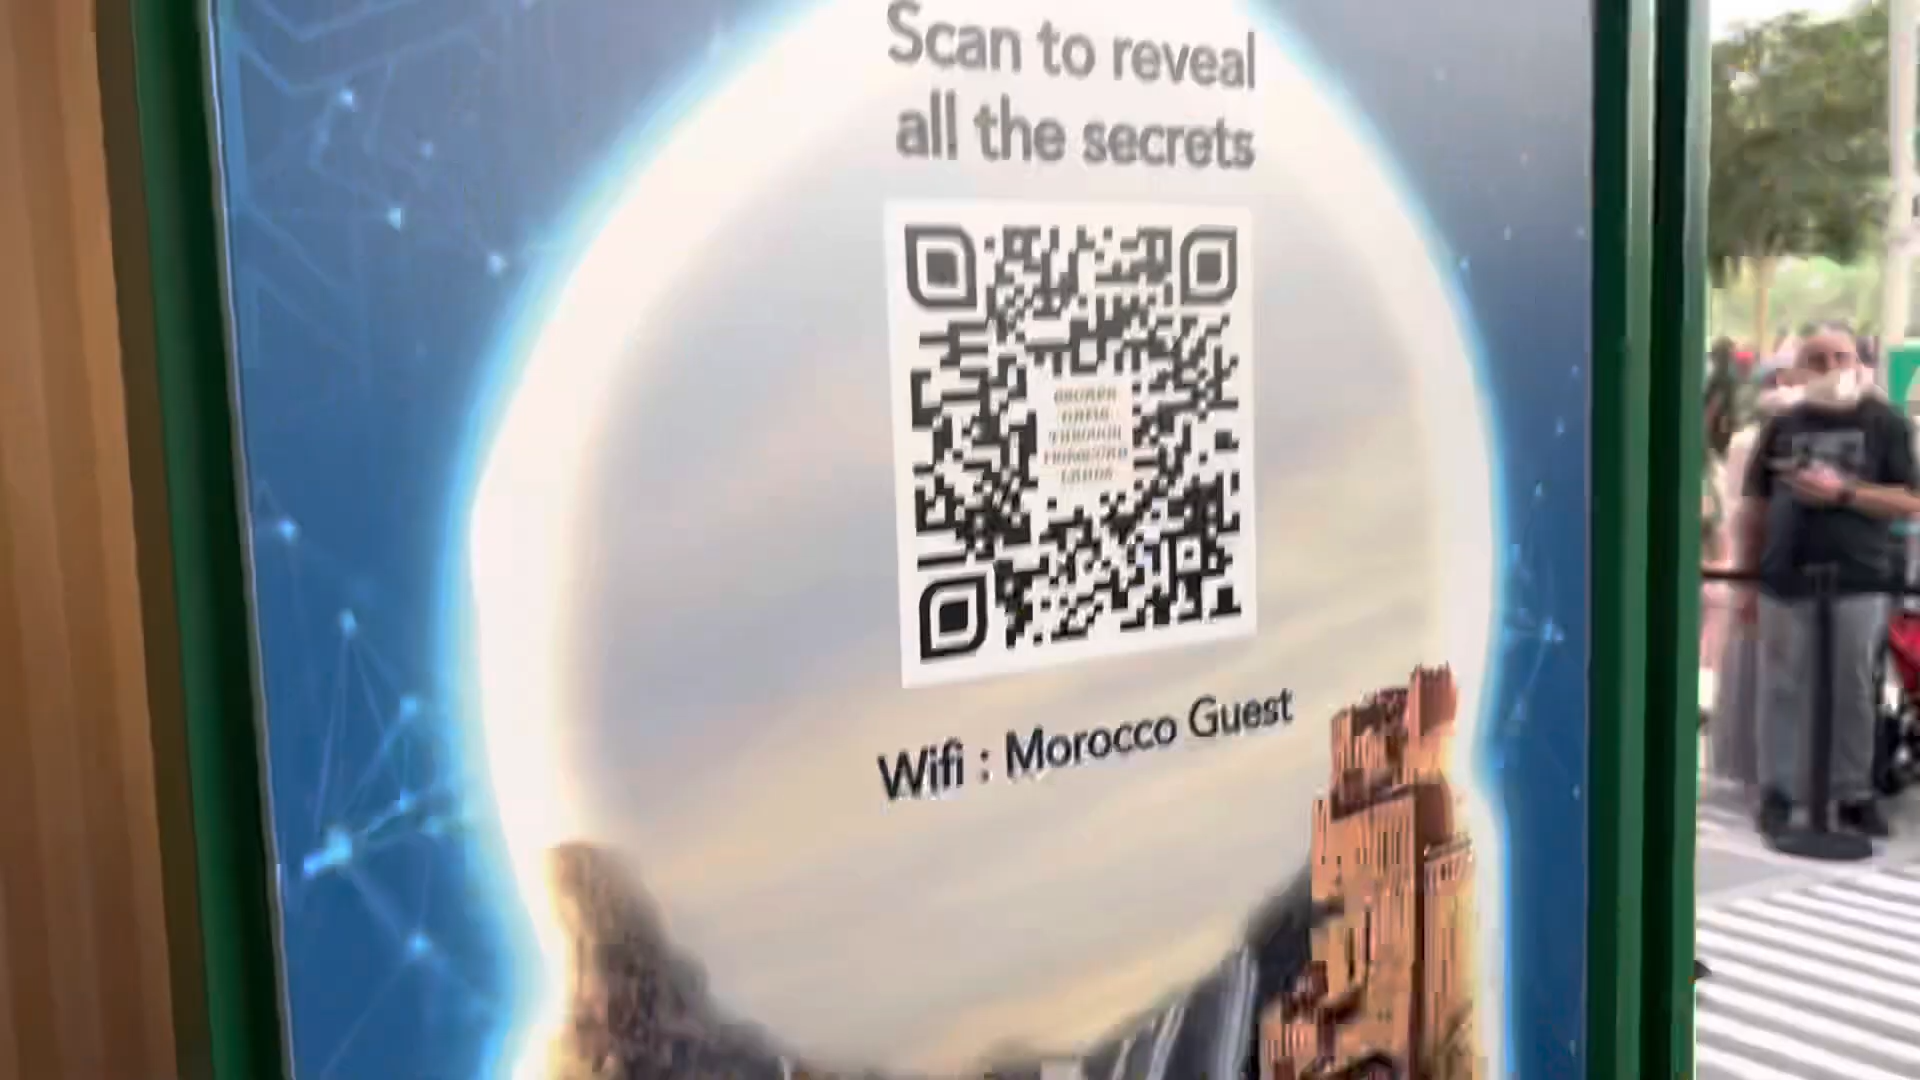 Scan to reveal
all the secrets
Wifi : Morocco Guest